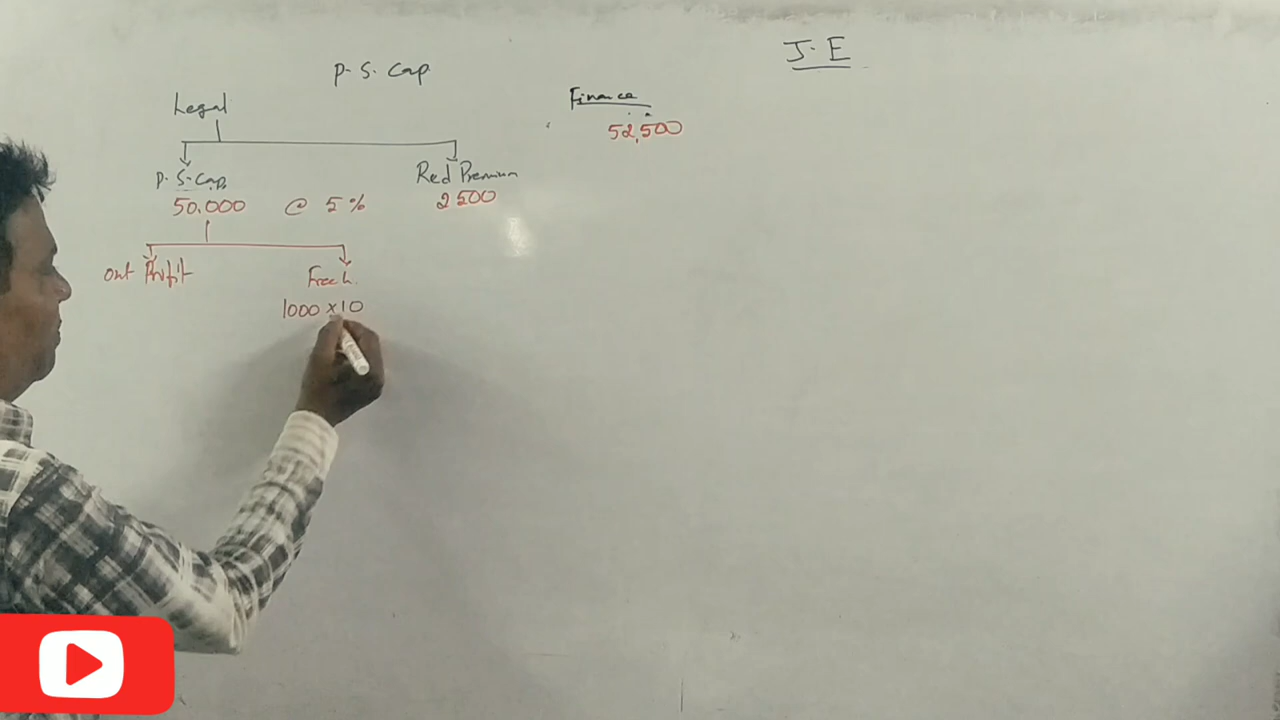 J. E
P. S. Cap
Legal
Finance
52,500
P. S. Cap
Red Premium
50,000 @ 5%
2500
out Profit
Fresh
1000 x 10